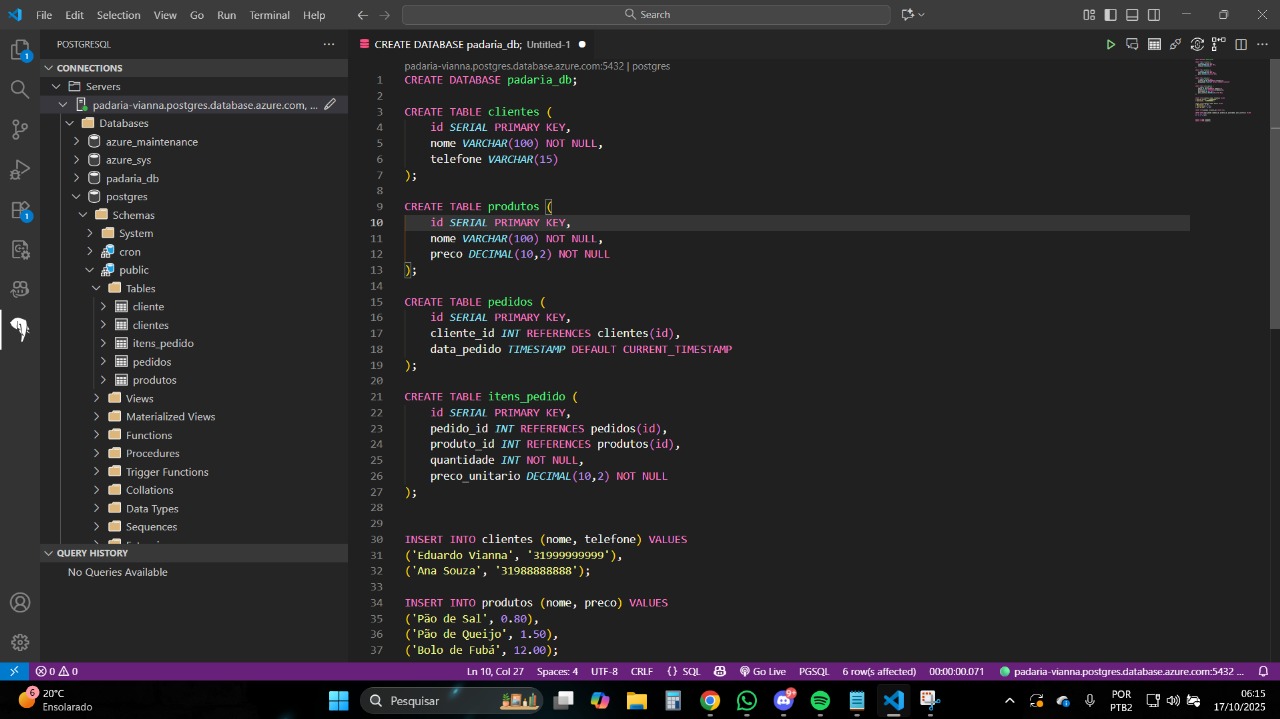 File Edit Selection View Go Run Terminal Help
Search
POSTGRESQL
CREATE DATABASE padaria_db; Untitled-1
CONNECTIONS
Servers
padaria-vianna.postgres.database.azure.com, ...
Databases
azure_maintenance
azure_sys
padaria_db
postgres
Schemas
System
cron
public
Tables
cliente
clientes
itens_pedido
pedidos
produtos
Views
Materialized Views
Functions
Procedures
Trigger Functions
Collations
Data Types
Sequences
QUERY HISTORY
No Queries Available
padaria-vianna.postgres.database.azure.com:5432 | postgres
1 CREATE DATABASE padaria_db;
2
3 CREATE TABLE clientes (
4 id SERIAL PRIMARY KEY,
5 nome VARCHAR(100) NOT NULL,
6 telefone VARCHAR(15)
7 );
8
9 CREATE TABLE produtos (
10 id SERIAL PRIMARY KEY,
11 nome VARCHAR(100) NOT NULL,
12 preco DECIMAL(10,2) NOT NULL
13 );
14
15 CREATE TABLE pedidos (
16 id SERIAL PRIMARY KEY,
17 cliente_id INT REFERENCES clientes(id),
18 data_pedido TIMESTAMP DEFAULT CURRENT_TIMESTAMP
19 );
20
21 CREATE TABLE itens_pedido (
22 id SERIAL PRIMARY KEY,
23 pedido_id INT REFERENCES pedidos(id),
24 produto_id INT REFERENCES produtos(id),
25 quantidade INT NOT NULL,
26 preco_unitario DECIMAL(10,2) NOT NULL
27 );
28
29
30 INSERT INTO clientes (nome, telefone) VALUES
31 ('Eduardo Vianna', '31999999999'),
32 ('Ana Souza', '31988888888');
33
34 INSERT INTO produtos (nome, preco) VALUES
35 ('Pão de Sal', 0.80),
36 ('Pão de Queijo', 1.50),
37 ('Bolo de Fubá', 12.00);
0 0 Ln 10, Col 27 Spaces: 4 UTF-8 CRLF {} SQL Go Live PGSQL 6 row(s affected) 00:00:00.071 padaria-vianna.postgres.database.azure.com:5432 ...
6 20°C
Ensolarado
Pesquisar
POR
PTB2
06:15
17/10/2025